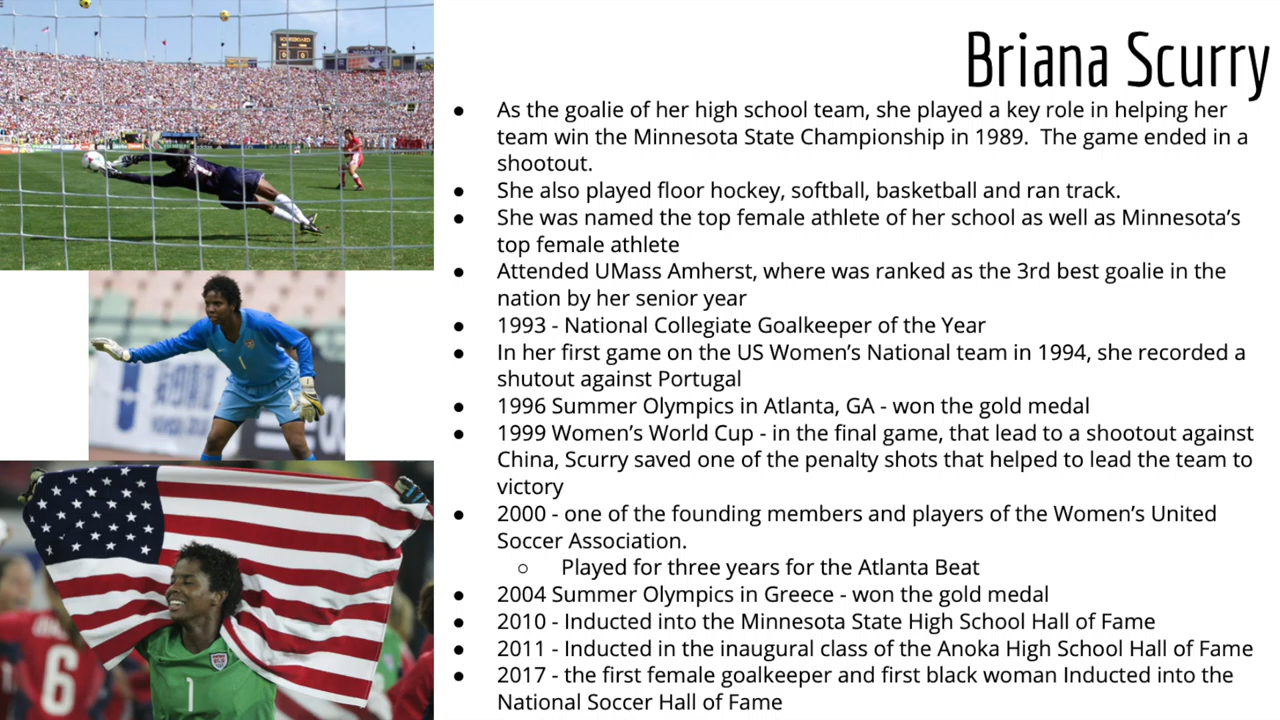 Briana Scurry
● As the goalie of her high school team, she played a key role in helping her
team win the Minnesota State Championship in 1989.  The game ended in a
shootout.
● She also played floor hockey, softball, basketball and ran track.
● She was named the top female athlete of her school as well as Minnesota’s
top female athlete
● Attended UMass Amherst, where was ranked as the 3rd best goalie in the
nation by her senior year
● 1993 - National Collegiate Goalkeeper of the Year
● In her first game on the US Women’s National team in 1994, she recorded a
shutout against Portugal
● 1996 Summer Olympics in Atlanta, GA - won the gold medal
● 1999 Women’s World Cup - in the final game, that lead to a shootout against
China, Scurry saved one of the penalty shots that helped to lead the team to
victory
● 2000 - one of the founding members and players of the Women’s United
Soccer Association.
○ Played for three years for the Atlanta Beat
● 2004 Summer Olympics in Greece - won the gold medal
● 2010 - Inducted into the Minnesota State High School Hall of Fame
● 2011 - Inducted in the inaugural class of the Anoka High School Hall of Fame
● 2017 - the first female goalkeeper and first black woman Inducted into the
National Soccer Hall of Fame
1
6
1